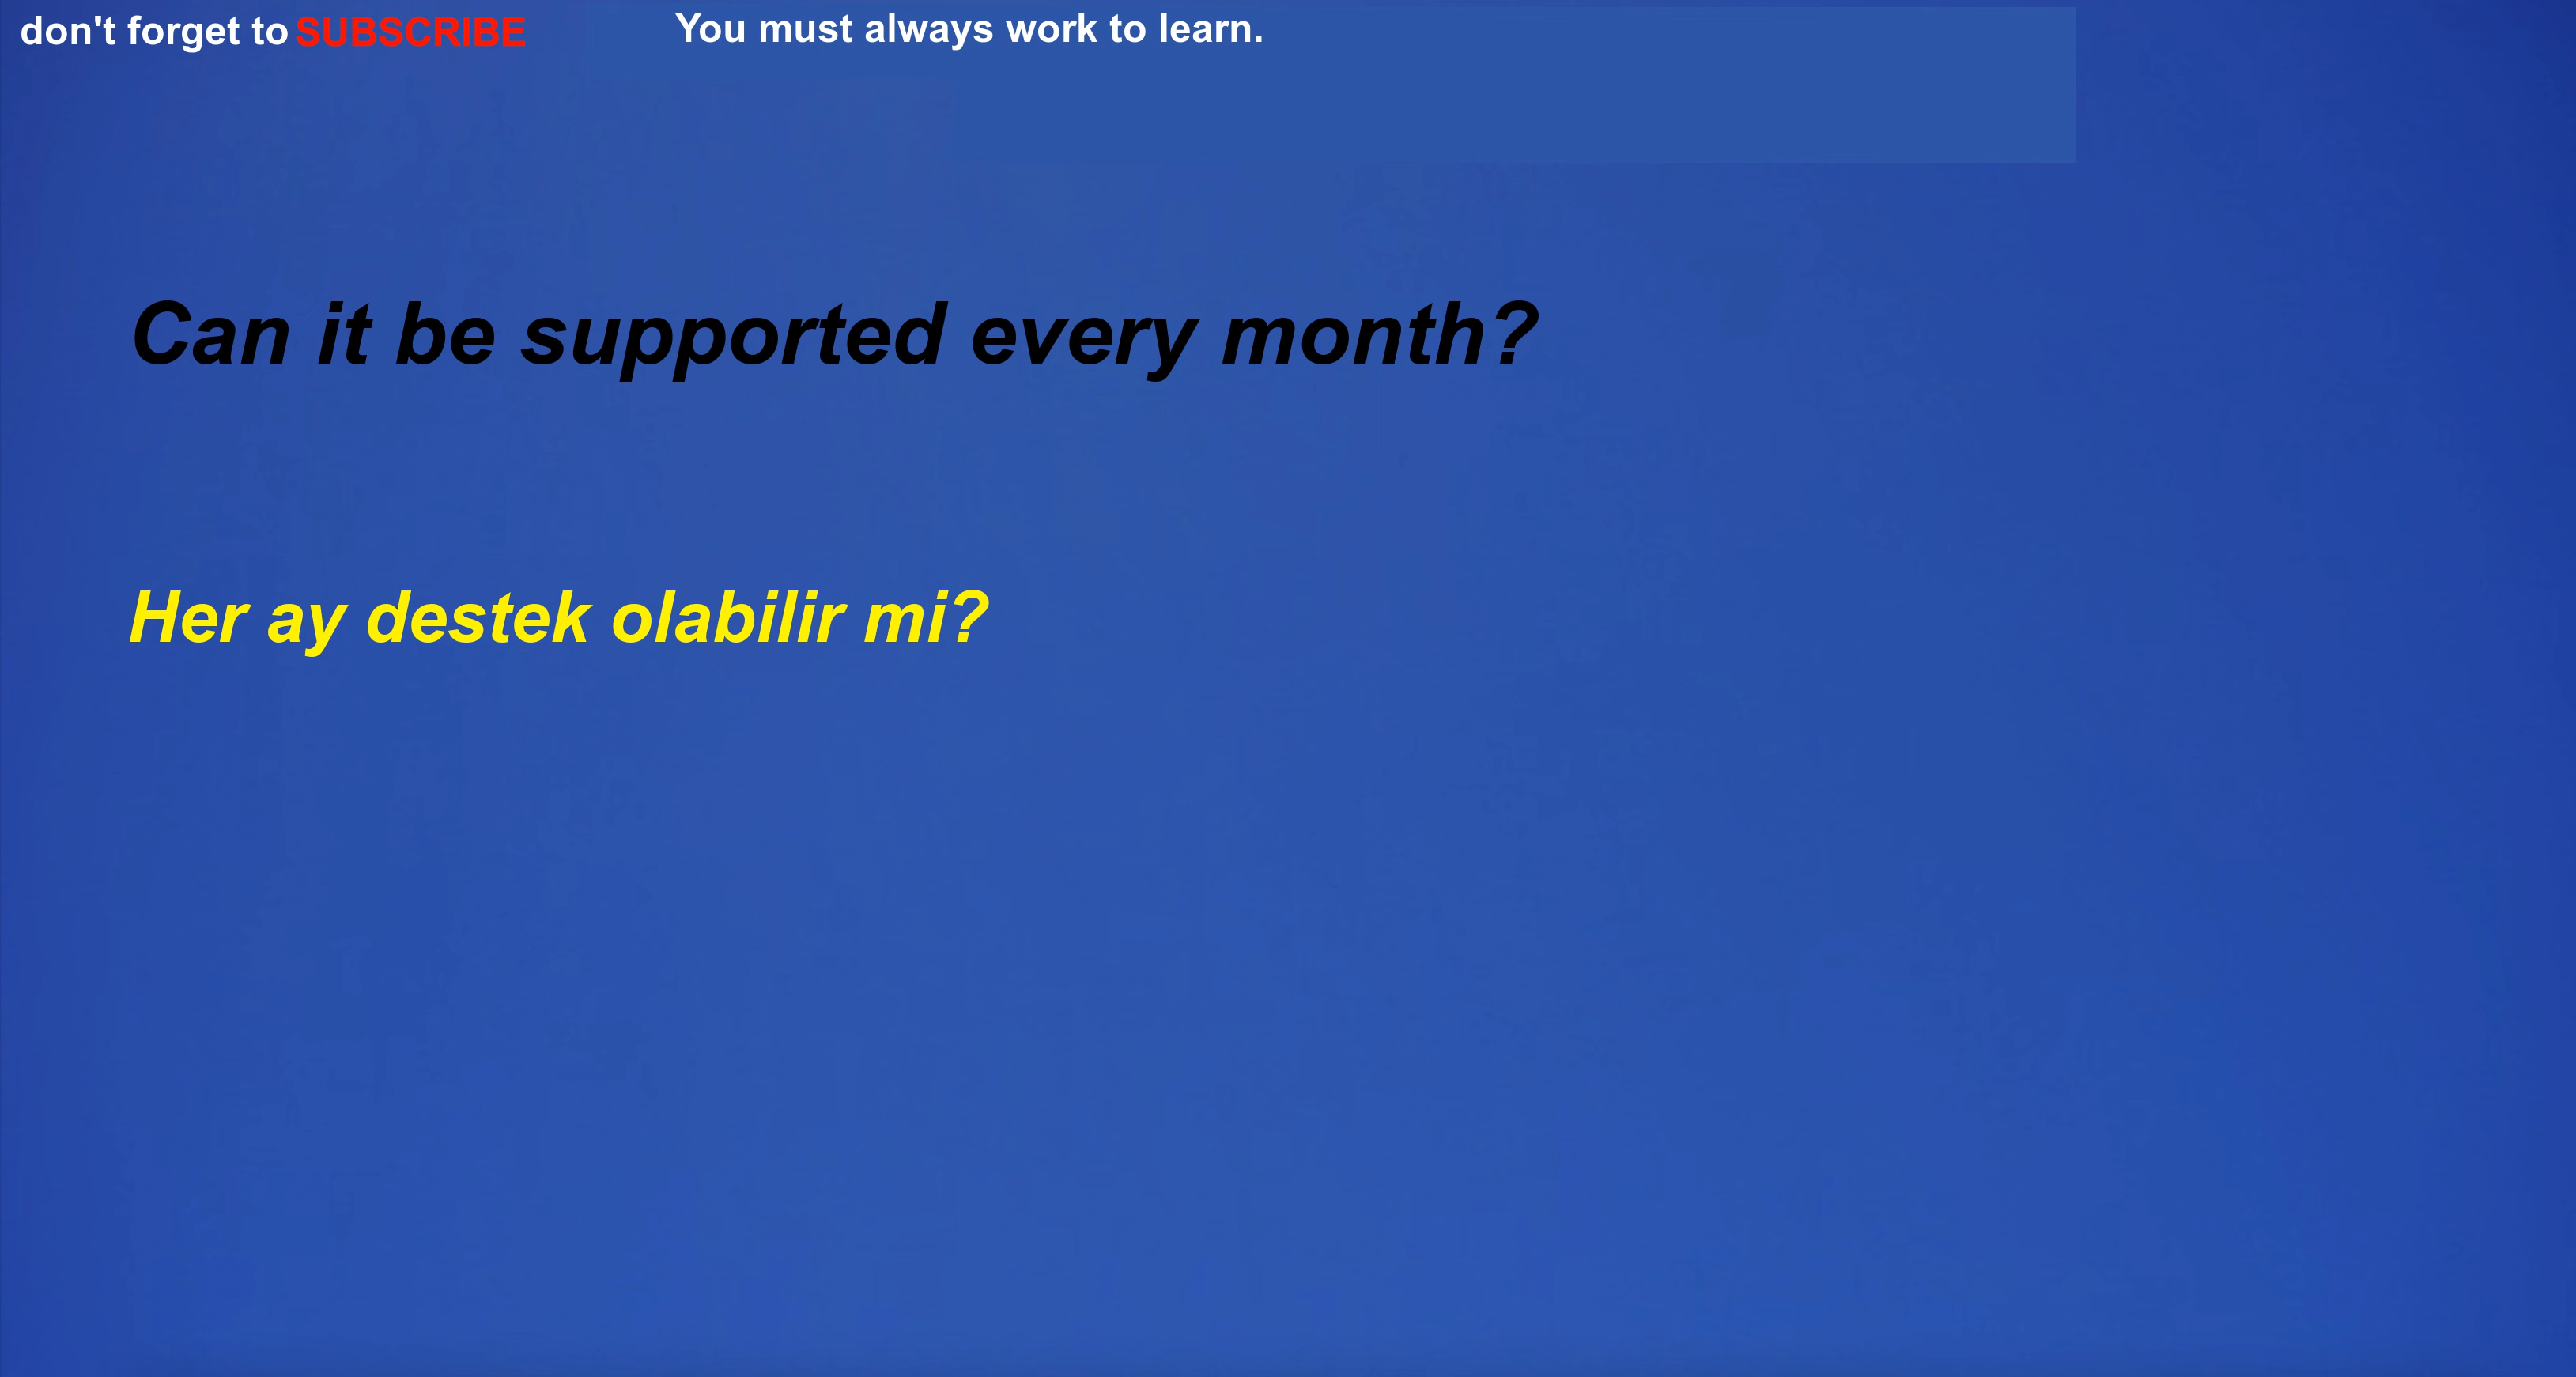 don't forget to SUBSCRIBE
You must always work to learn.
Can it be supported every month?
Her ay destek olabilir mi?